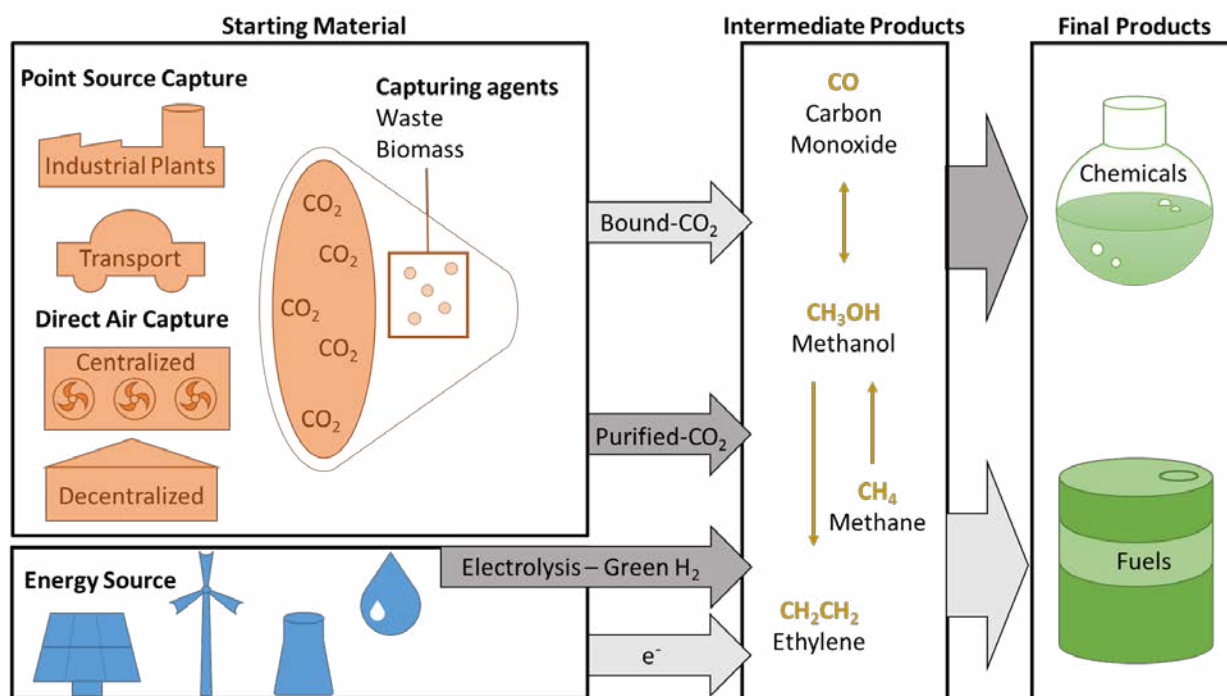 Starting Material
Point Source Capture
Industrial Plants
Transport
Direct Air Capture
Centralized
Decentralized
Capturing agents
Waste
Biomass
CO₂
CO₂
CO₂
CO₂
CO₂
Bound-CO₂
Purified-CO₂
Energy Source
Electrolysis – Green H₂
e⁻
Intermediate Products
CO
Carbon
Monoxide
CH₃OH
Methanol
CH₄
Methane
CH₂CH₂
Ethylene
Final Products
Chemicals
Fuels